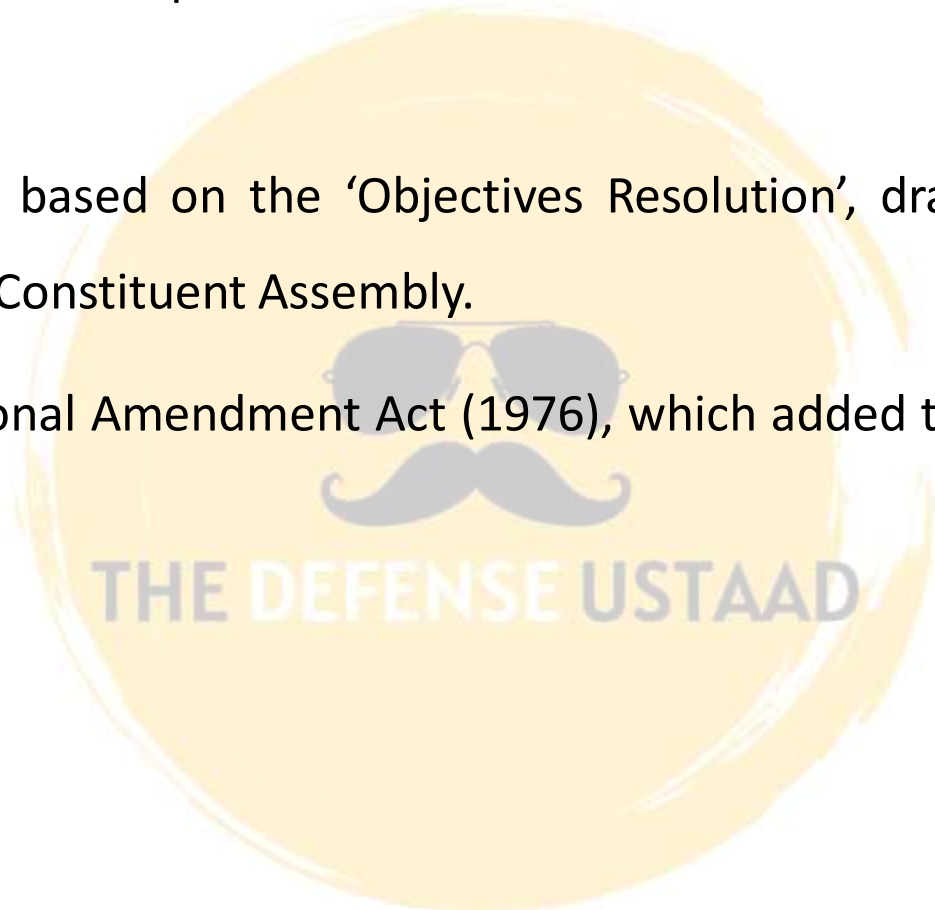 based on the ‘Objectives Resolution’, dra
Constituent Assembly.
onal Amendment Act (1976), which added t
THE DEFENSE USTAAD